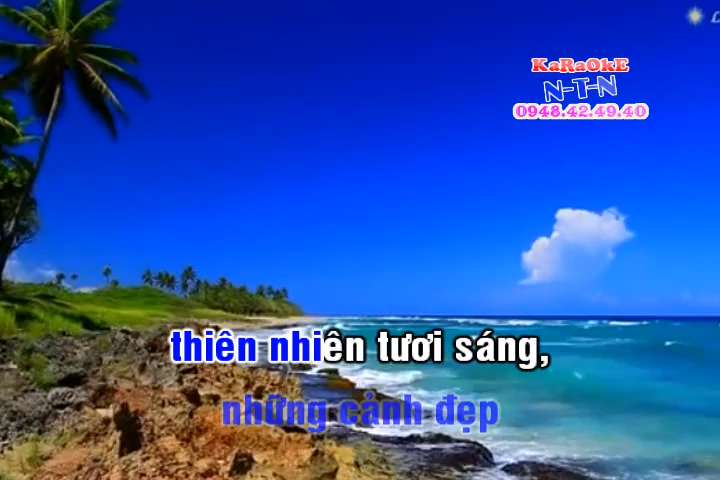 KaRaOkE
N-T-N
0948.42.49.40
thiên nhiên tươi sáng,
những cảnh đẹp